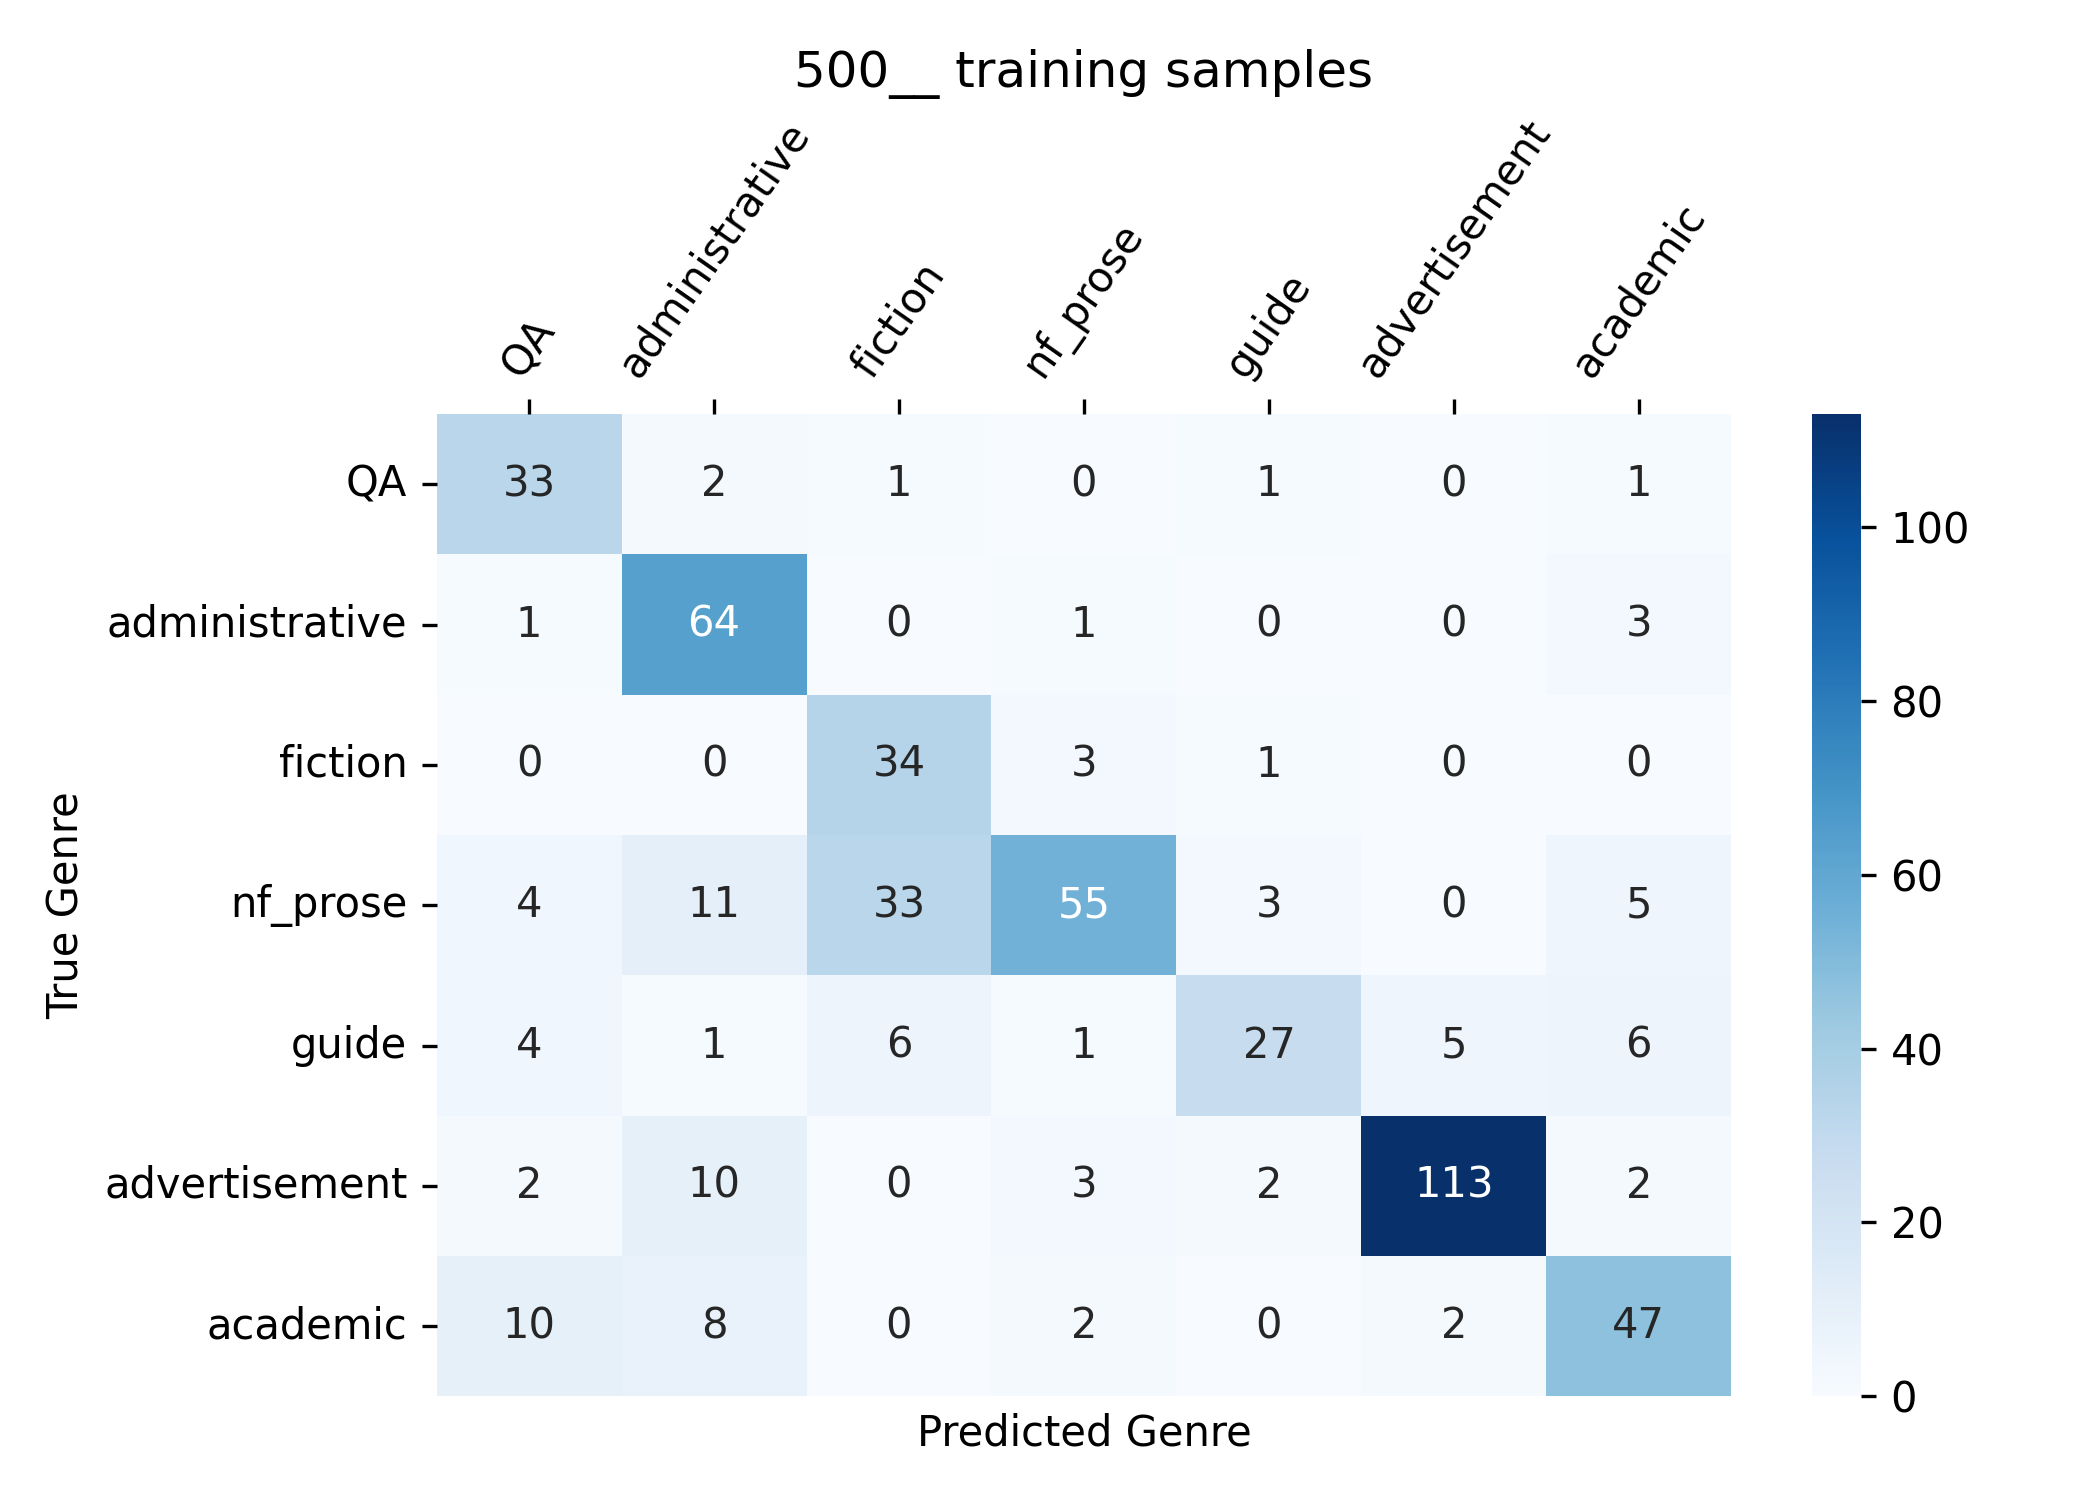 500__ training samples
QA administrative fiction nf_prose guide advertisement academic
QA 33 2 1 0 1 0 1
administrative 1 64 0 1 0 0 3
fiction 0 0 34 3 1 0 0
nf_prose 4 11 33 55 3 0 5
guide 4 1 6 1 27 5 6
advertisement 2 10 0 3 2 113 2
academic 10 8 0 2 0 2 47
True Genre
Predicted Genre
100
80
60
40
20
0